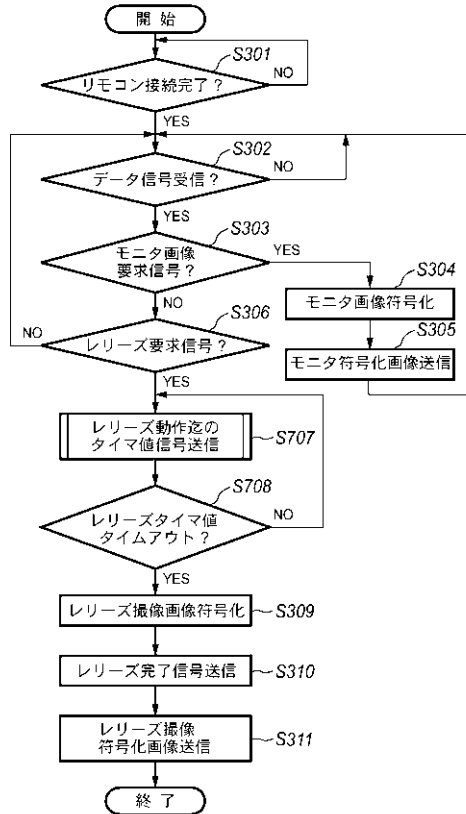 開 始
S301
リモコン接続完了？
NO
YES
S302
データ信号受信？
NO
YES
S303
モニタ画像
要求信号？
YES
NO
S304
モニタ画像符号化
S305
モニタ符号化画像送信
S306
レリーズ要求信号？
NO
YES
レリーズ動作迄の
タイマ値信号送信
S707
S708
レリーズタイマ値
タイムアウト？
NO
YES
レリーズ撮像画像符号化
S309
レリーズ完了信号送信
S310
レリーズ撮像
符号化画像送信
S311
終 了